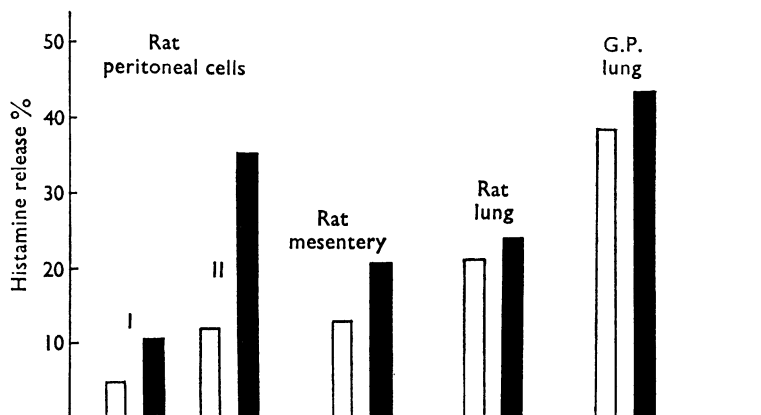 Histamine release %
50
40
30
20
10
Rat
peritoneal cells
I
II
Rat
mesentery
Rat
lung
G.P.
lung